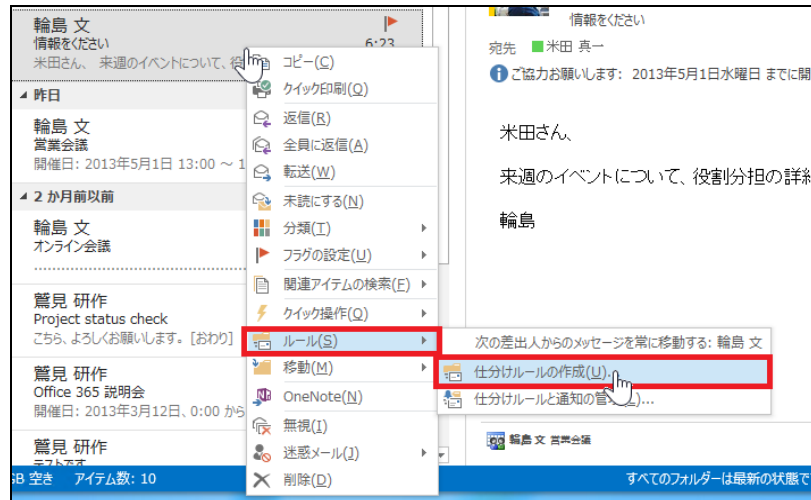 輪島 文
情報をください
6:23
米田さん、 来週のイベントについて、役
昨日
輪島 文
営業会議
開催日: 2013年5月1日 13:00 ～ 1
2 か月前以前
輪島 文
オンライン会議
鷲見 研作
Project status check
こちら、よろしくお願いします。[おわり]
鷲見 研作
Office 365 説明会
開催日: 2013年3月12日、0:00 から
鷲見 研作
テストです
コピー(C)
クイック印刷(Q)
返信(R)
全員に返信(A)
転送(W)
未読にする(N)
分類(T)
フラグの設定(U)
関連アイテムの検索(F)
クイック操作(Q)
ルール(S)
移動(M)
OneNote(N)
無視(I)
迷惑メール(J)
削除(D)
次の差出人からのメッセージを常に移動する: 輪島 文
仕分けルールの作成(U)...
仕分けルールと通知の管理(L)...
情報をください
宛先 米田 真一
ご協力お願いします: 2013年5月1日水曜日 までに開
米田さん、
来週のイベントについて、役割分担の詳細
輪島
輪島 文 営業会議
GB 空き アイテム数: 10
すべてのフォルダーは最新の状態で